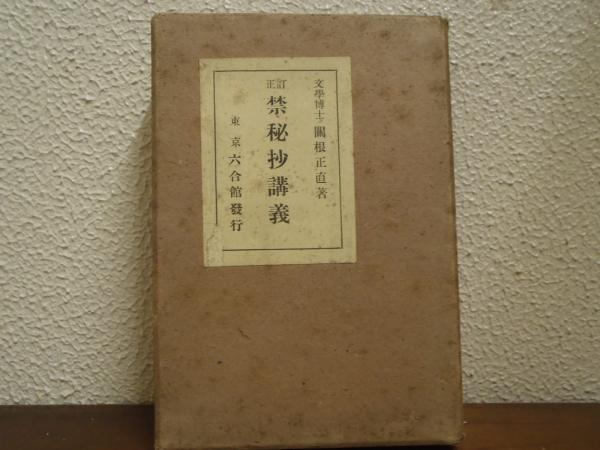 文學博士 關根正直著
訂正
禁秘抄講義
東京 六合館發行